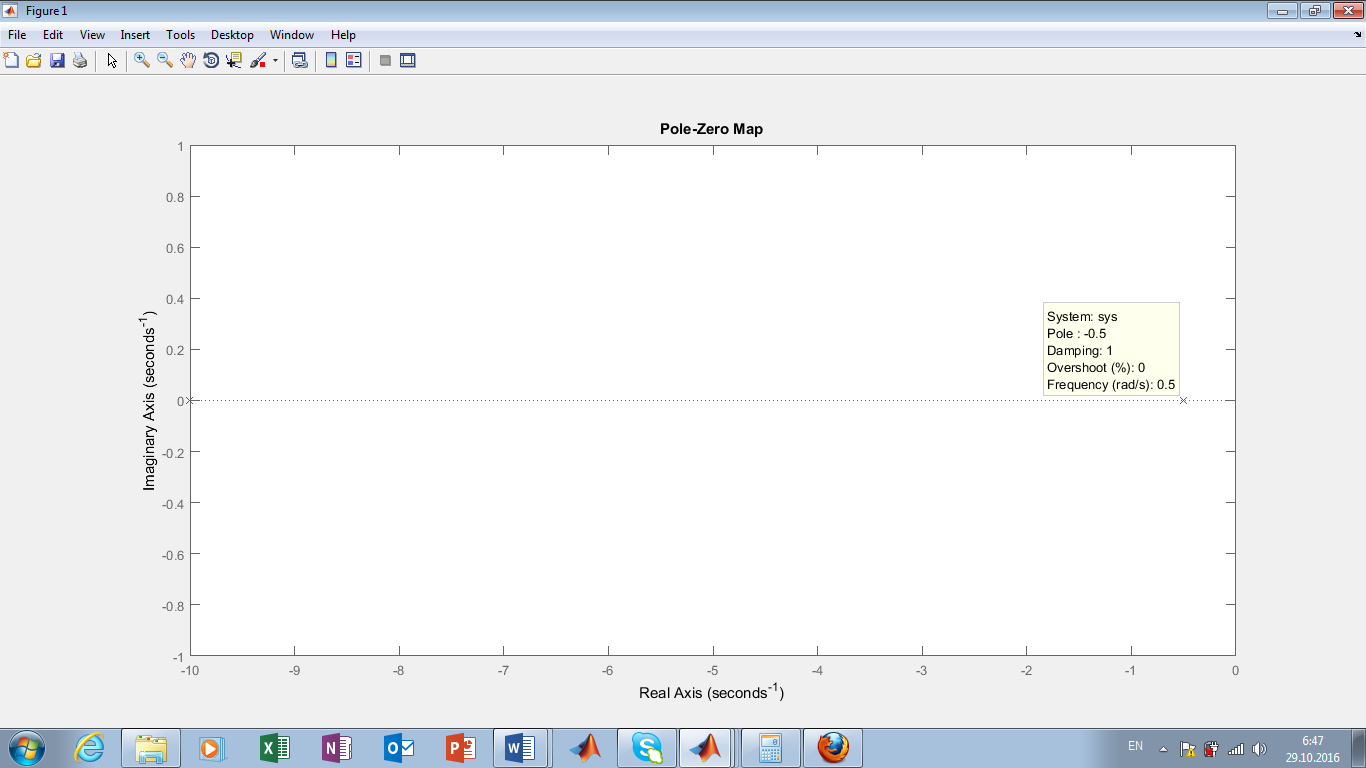 Figure 1
File Edit View Insert Tools Desktop Window Help
Pole-Zero Map
1
0.8
0.6
0.4
0.2
0
-0.2
-0.4
-0.6
-0.8
-1
Imaginary Axis (seconds⁻¹)
System: sys
Pole : -0.5
Damping: 1
Overshoot (%): 0
Frequency (rad/s): 0.5
-10 -9 -8 -7 -6 -5 -4 -3 -2 -1 0
Real Axis (seconds⁻¹)
EN
6:47
29.10.2016